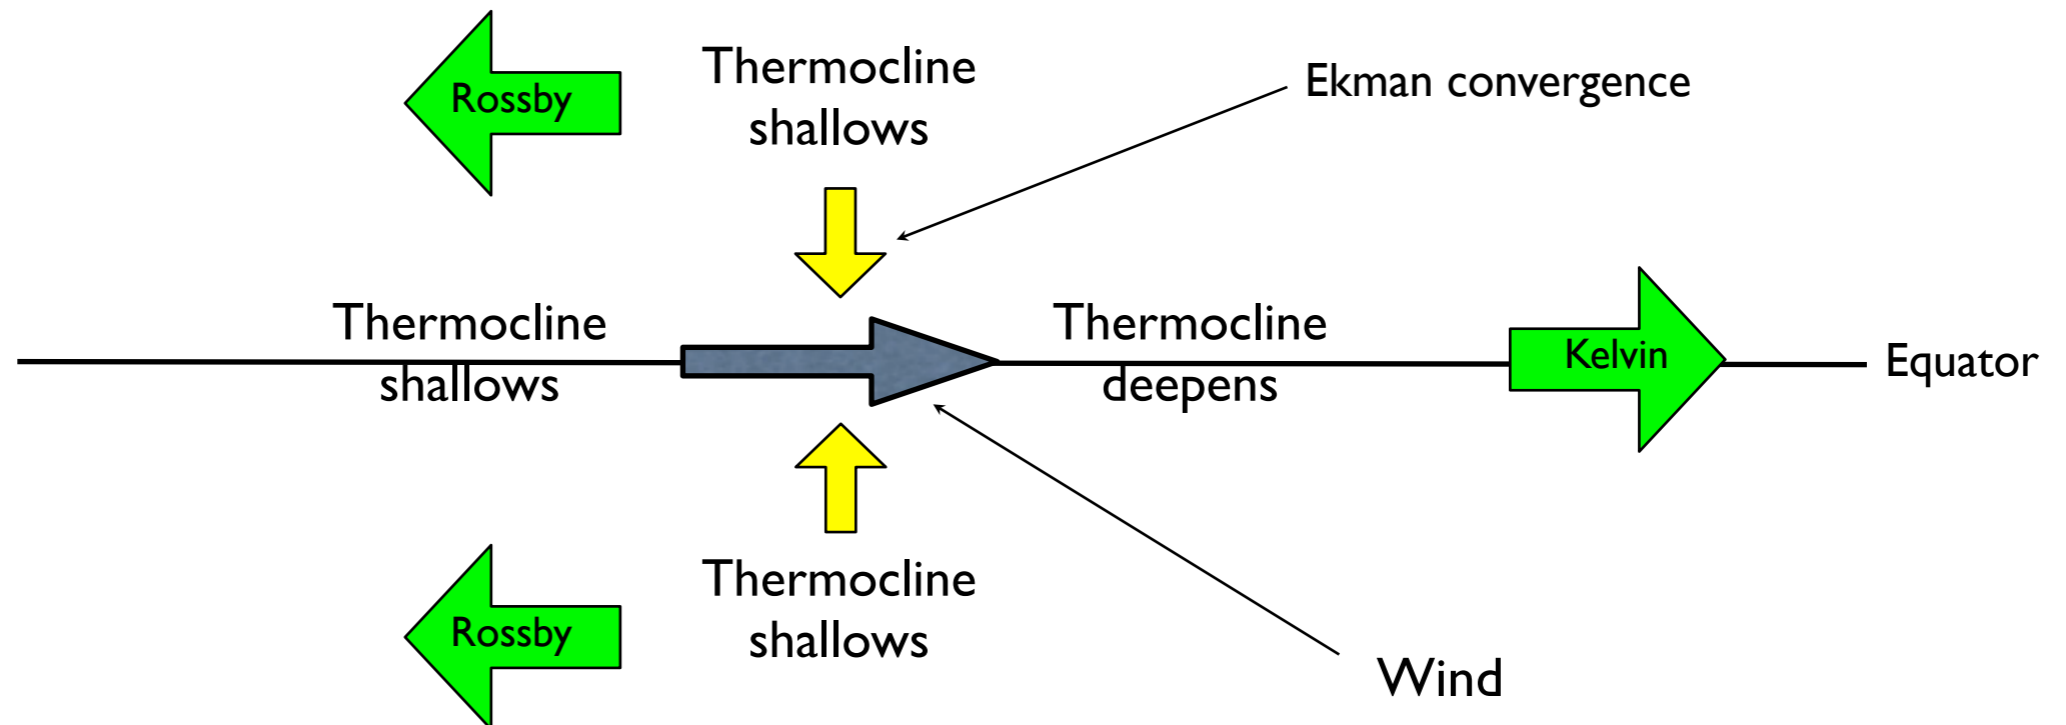 Rossby
Thermocline
shallows
Ekman convergence
Thermocline
shallows
Thermocline
deepens
Kelvin
Equator
Rossby
Thermocline
shallows
Wind